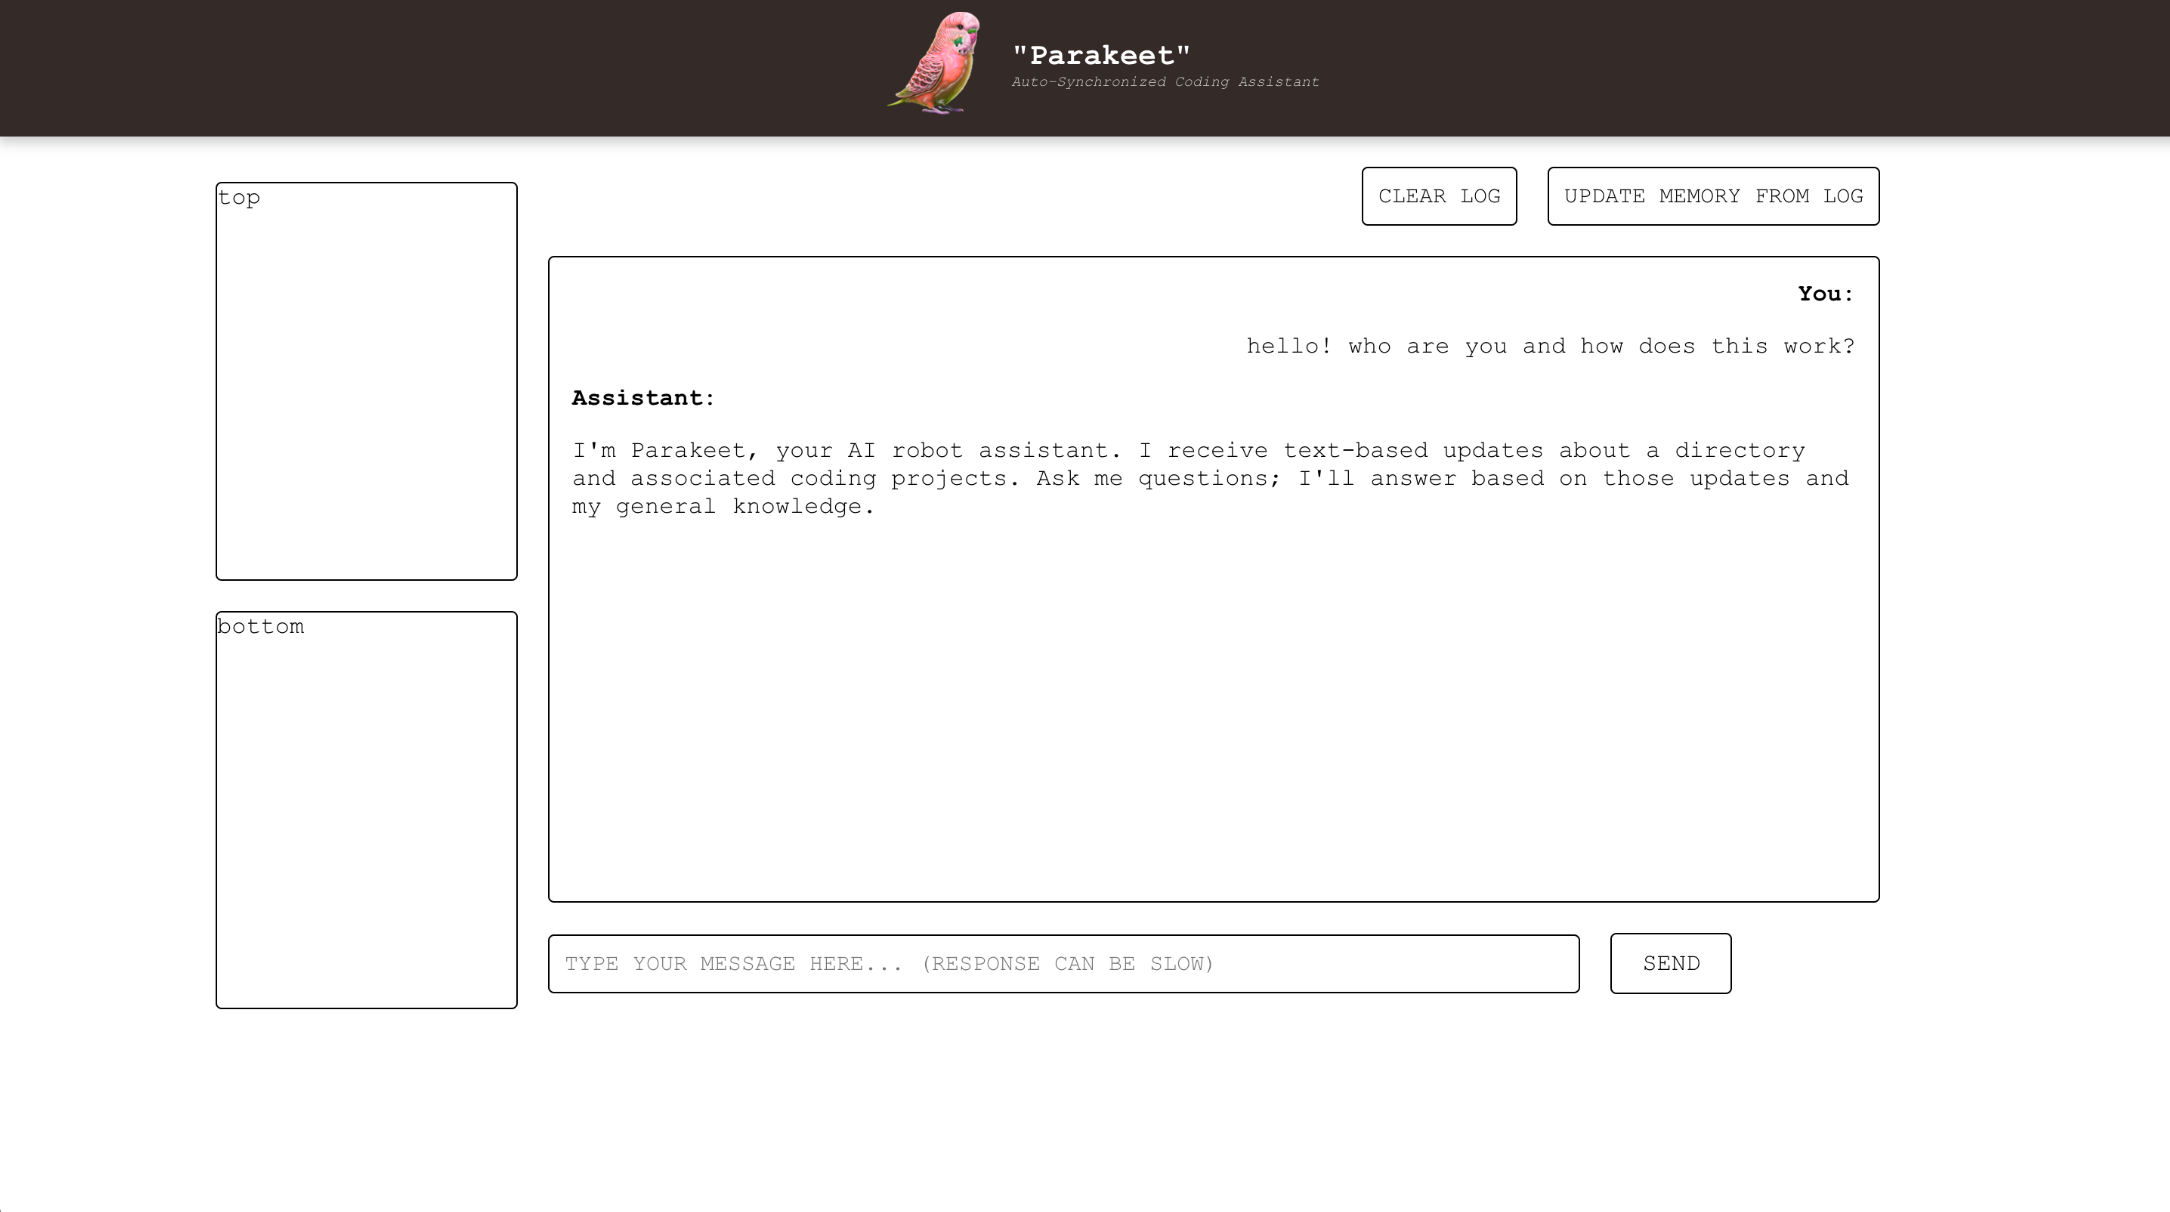 "Parakeet"
Auto-Synchronized Coding Assistant
top
bottom
CLEAR LOG
UPDATE MEMORY FROM LOG
You:
hello! who are you and how does this work?
Assistant:
I'm Parakeet, your AI robot assistant. I receive text-based updates about a directory
and associated coding projects. Ask me questions; I'll answer based on those updates and
my general knowledge.
TYPE YOUR MESSAGE HERE... (RESPONSE CAN BE SLOW)
SEND